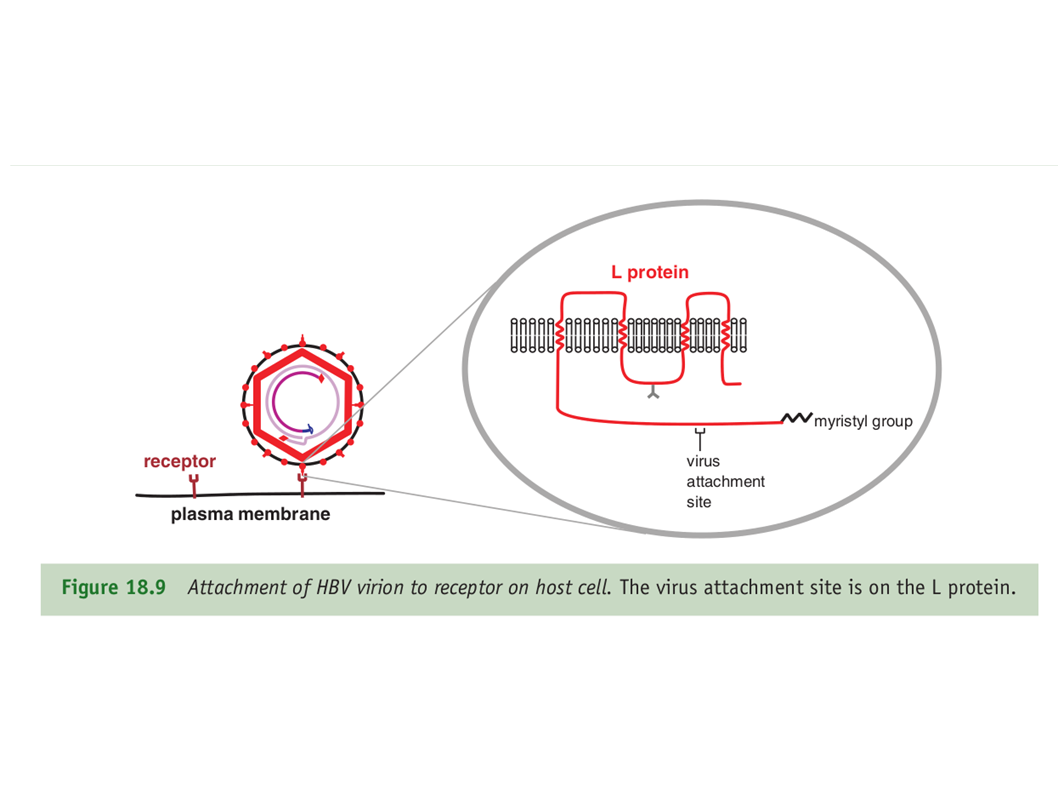 L protein
myristyl group
virus
attachment
site
receptor
plasma membrane
Figure 18.9 Attachment of HBV virion to receptor on host cell. The virus attachment site is on the L protein.